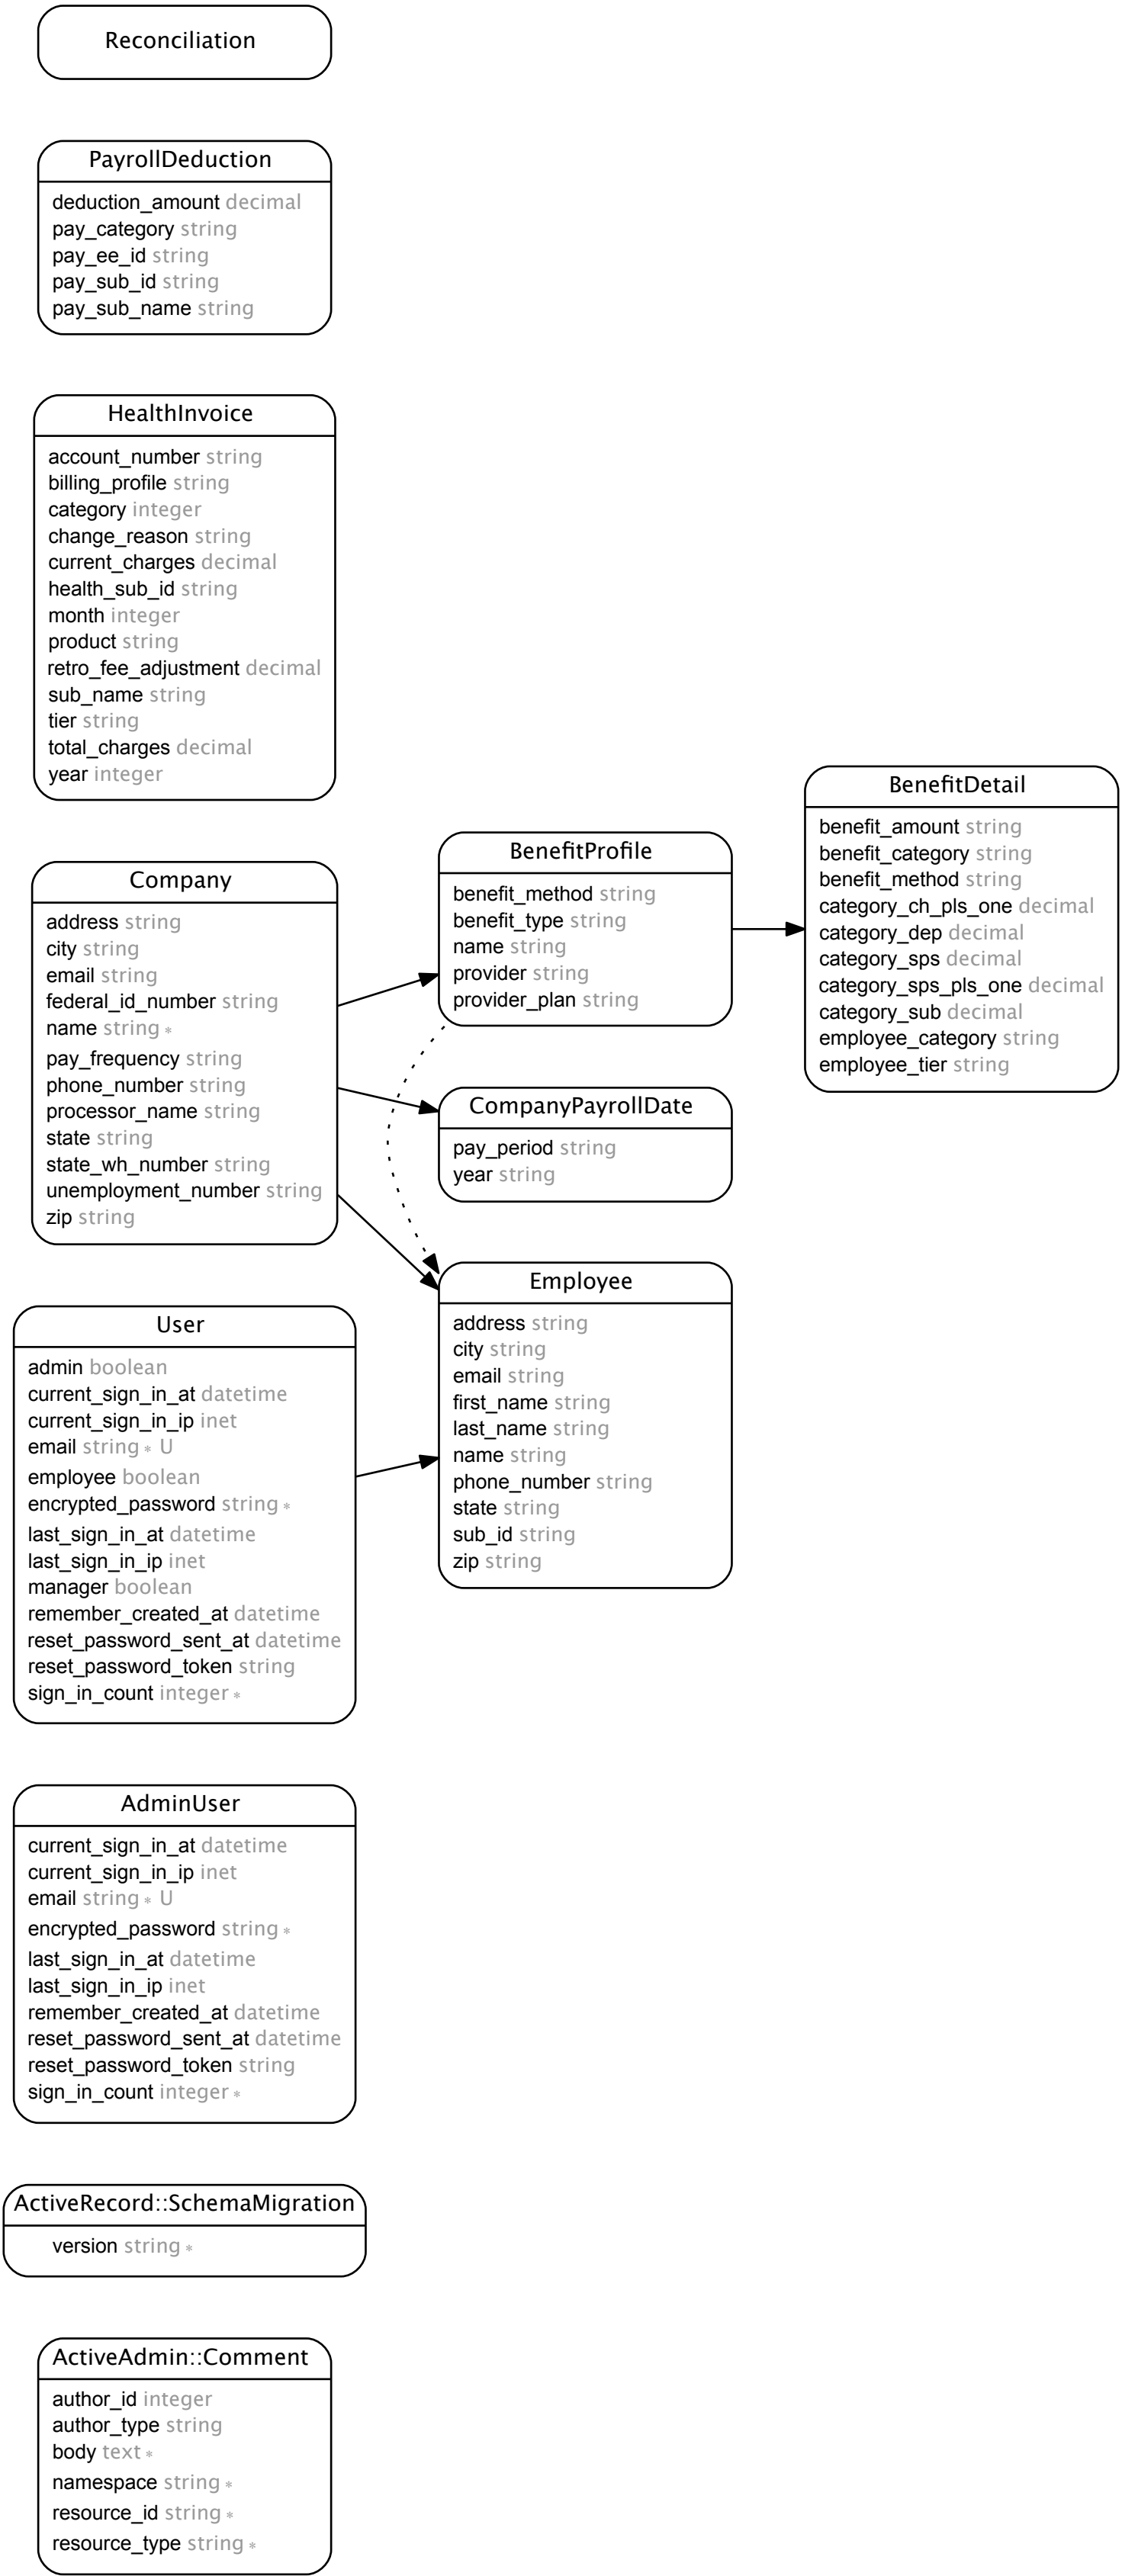 Reconciliation
PayrollDeduction
deduction_amount decimal
pay_category string
pay_ee_id string
pay_sub_id string
pay_sub_name string
HealthInvoice
account_number string
billing_profile string
category integer
change_reason string
current_charges decimal
health_sub_id string
month integer
product string
retro_fee_adjustment decimal
sub_name string
tier string
total_charges decimal
year integer
Company
address string
city string
email string
federal_id_number string
name string *
pay_frequency string
phone_number string
processor_name string
state string
state_wh_number string
unemployment_number string
zip string
BenefitProfile
benefit_method string
benefit_type string
name string
provider string
provider_plan string
BenefitDetail
benefit_amount string
benefit_category string
benefit_method string
category_ch_pls_one decimal
category_dep decimal
category_sps decimal
category_sps_pls_one decimal
category_sub decimal
employee_category string
employee_tier string
CompanyPayrollDate
pay_period string
year string
Employee
address string
city string
email string
first_name string
last_name string
name string
phone_number string
state string
sub_id string
zip string
User
admin boolean
current_sign_in_at datetime
current_sign_in_ip inet
email string * U
employee boolean
encrypted_password string *
last_sign_in_at datetime
last_sign_in_ip inet
manager boolean
remember_created_at datetime
reset_password_sent_at datetime
reset_password_token string
sign_in_count integer *
AdminUser
current_sign_in_at datetime
current_sign_in_ip inet
email string * U
encrypted_password string *
last_sign_in_at datetime
last_sign_in_ip inet
remember_created_at datetime
reset_password_sent_at datetime
reset_password_token string
sign_in_count integer *
ActiveRecord::SchemaMigration
version string *
ActiveAdmin::Comment
author_id integer
author_type string
body text *
namespace string *
resource_id string *
resource_type string *